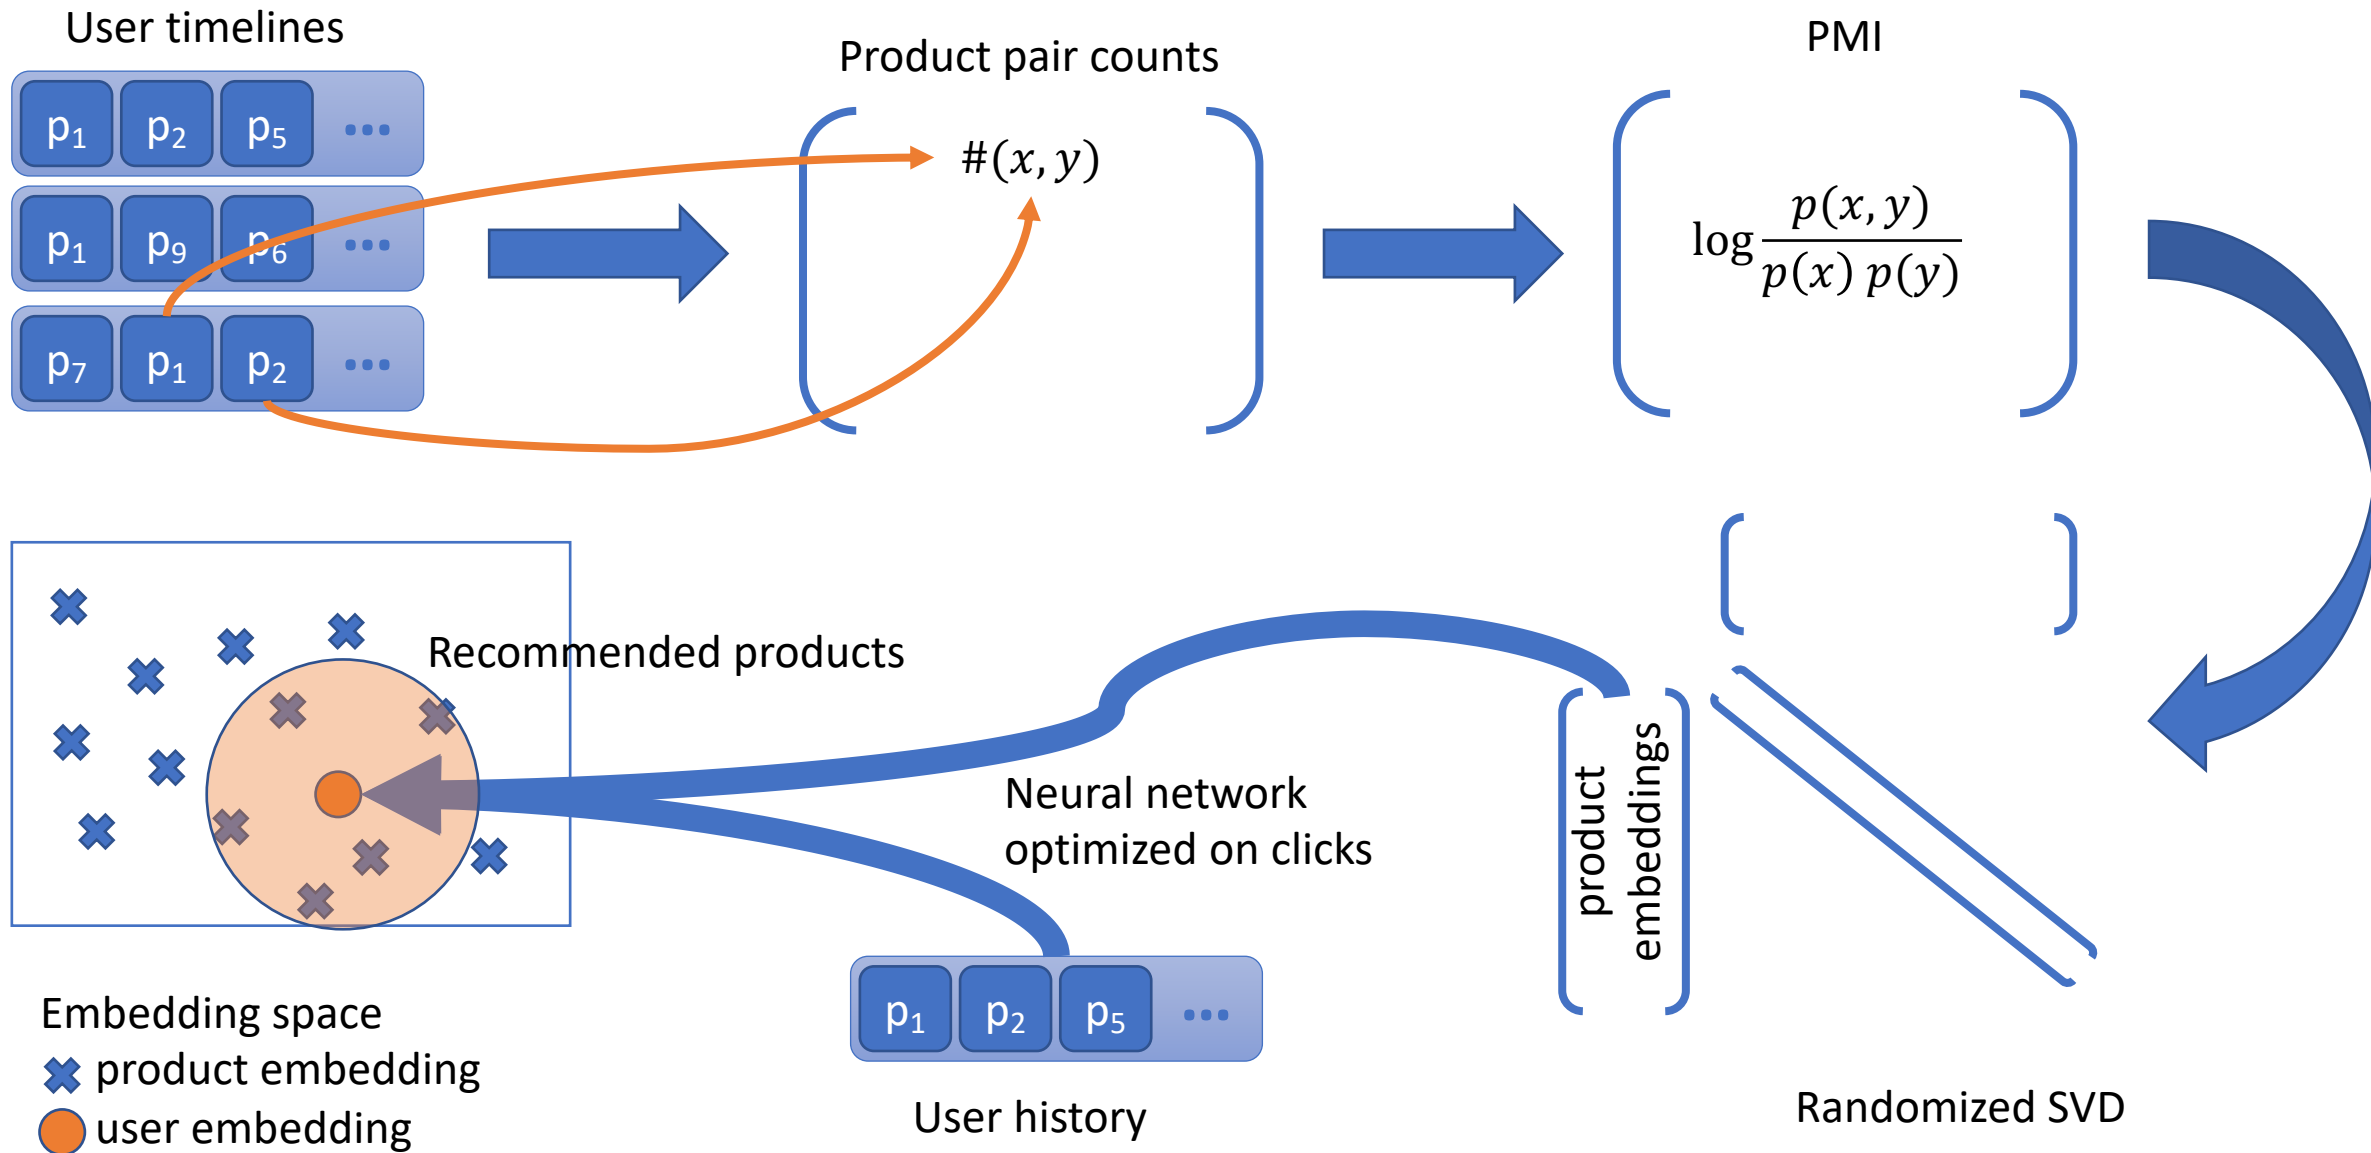 User timelines
p1 p2 p5 ...
p1 p9 p6 ...
p7 p1 p2 ...
Product pair counts
#(x, y)
PMI
log p(x, y) / p(x) p(y)
Recommended products
Neural network
optimized on clicks
product
embeddings
p1 p2 p5 ...
User history
Randomized SVD
Embedding space
product embedding
user embedding